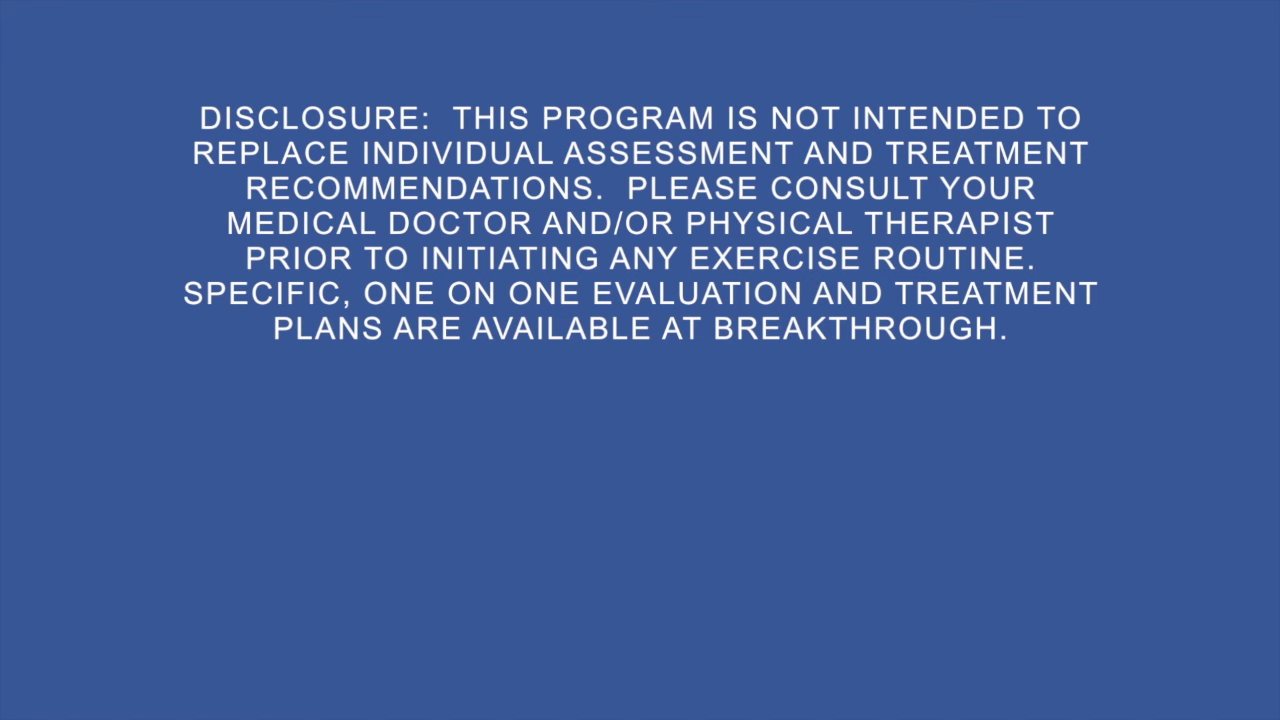 DISCLOSURE:  THIS PROGRAM IS NOT INTENDED TO
REPLACE INDIVIDUAL ASSESSMENT AND TREATMENT
RECOMMENDATIONS.  PLEASE CONSULT YOUR
MEDICAL DOCTOR AND/OR PHYSICAL THERAPIST
PRIOR TO INITIATING ANY EXERCISE ROUTINE.
SPECIFIC, ONE ON ONE EVALUATION AND TREATMENT
PLANS ARE AVAILABLE AT BREAKTHROUGH.